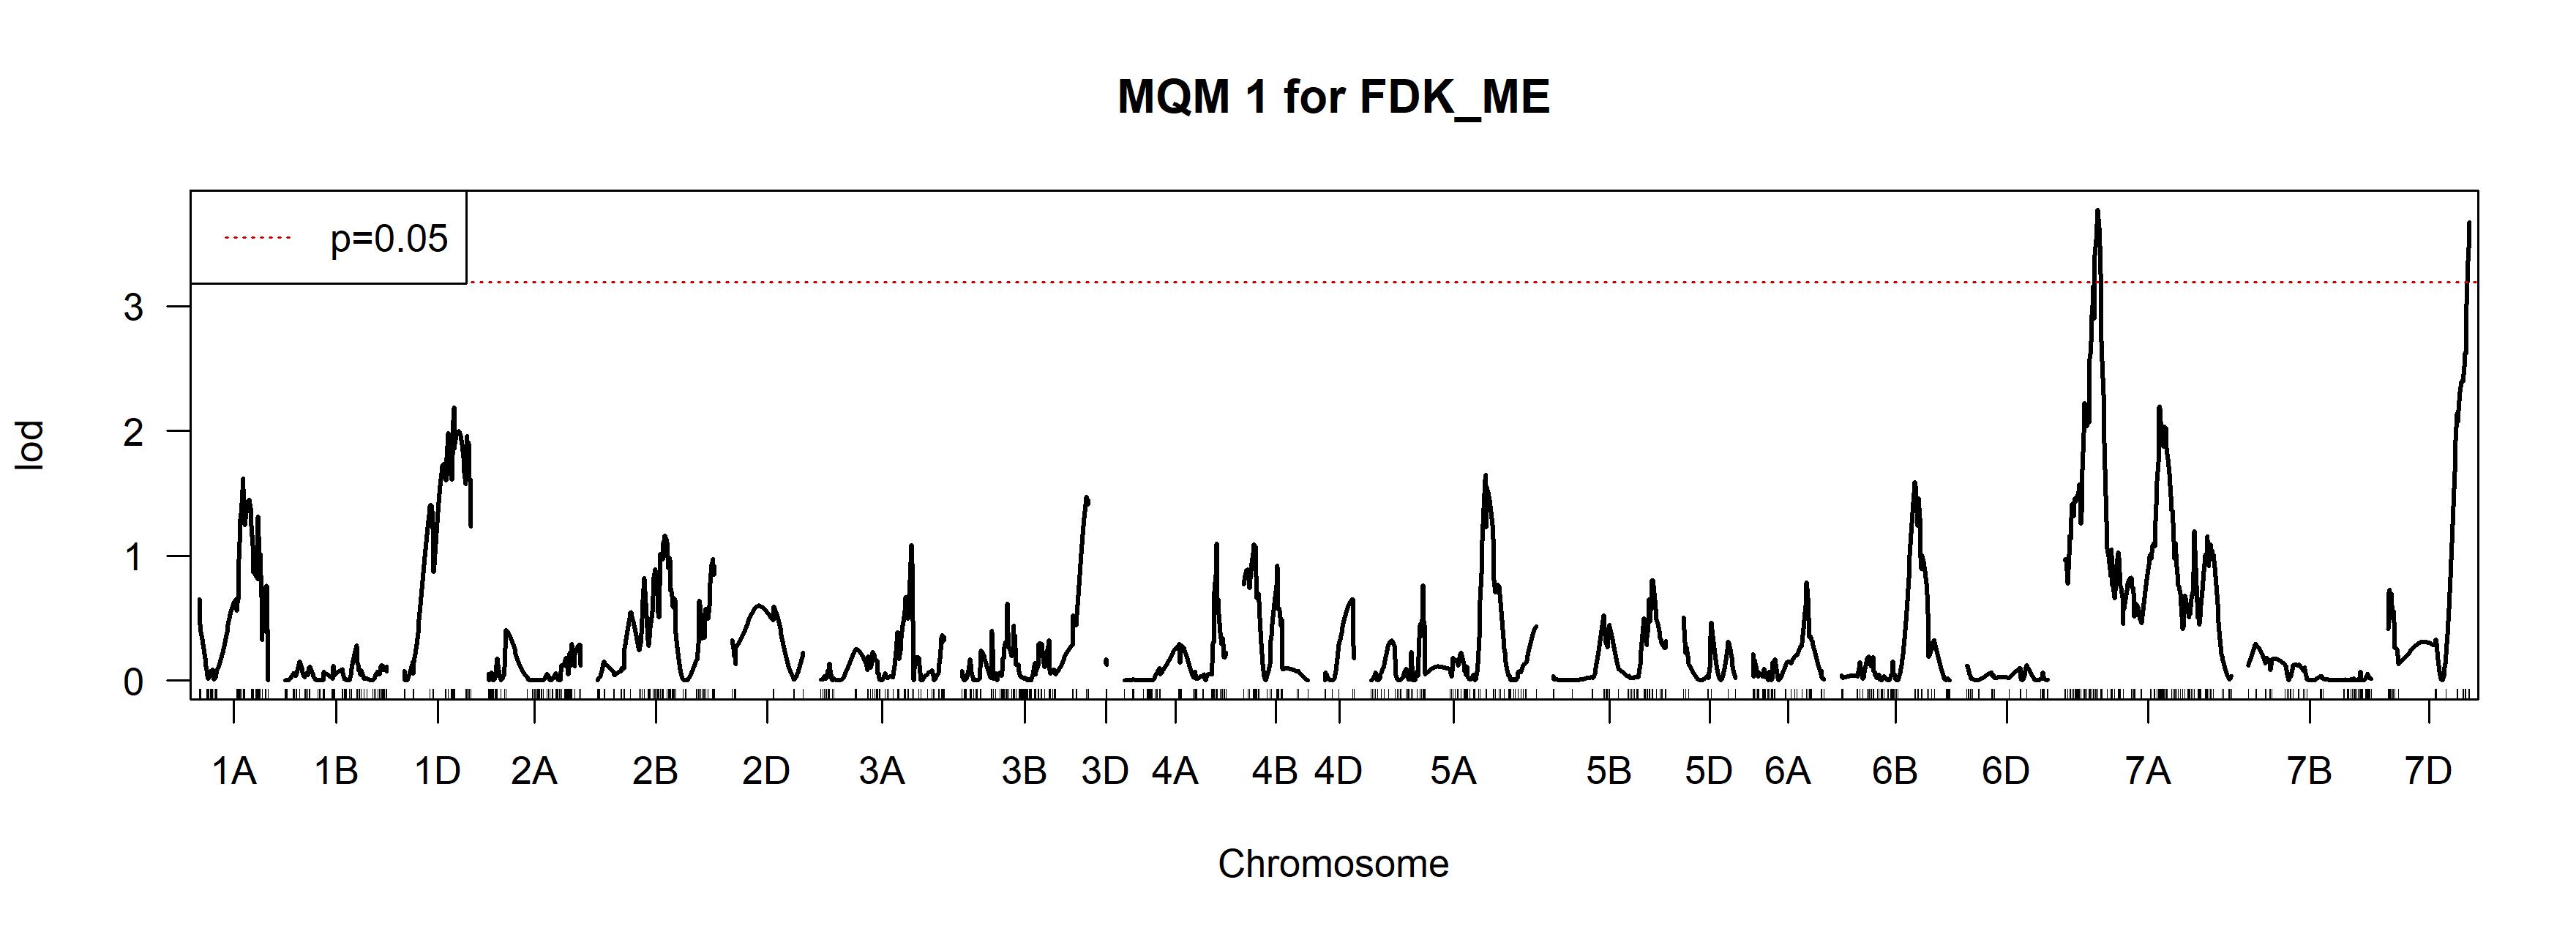 MQM 1 for FDK_ME
p=0.05
3
2
1
0
lod
1A 1B 1D 2A 2B 2D 3A 3B 3D 4A 4B 4D 5A 5B 5D 6A 6B 6D 7A 7B 7D
Chromosome